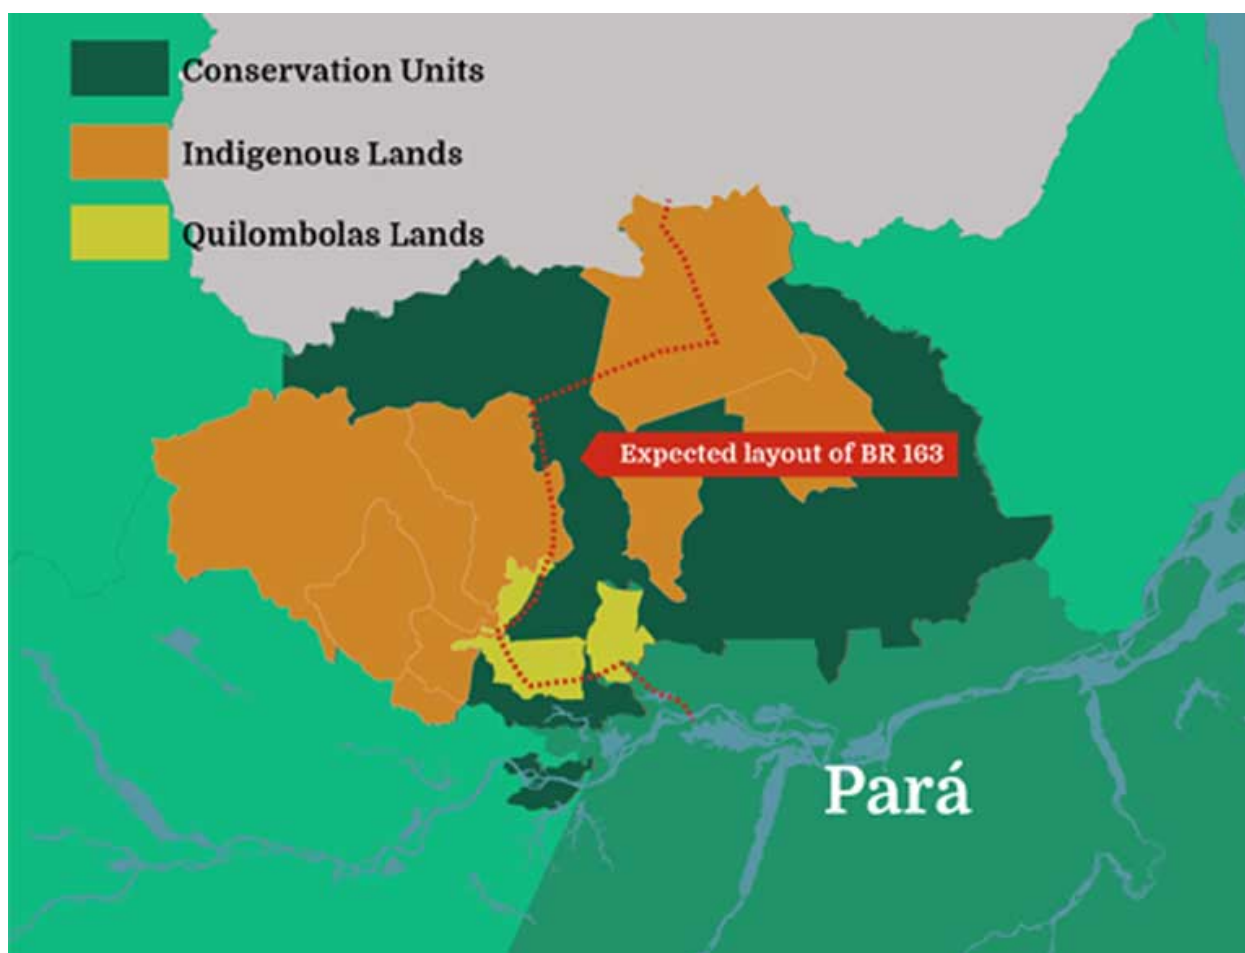 Conservation Units
Indigenous Lands
Quilombolas Lands
Expected layout of BR 163
Pará